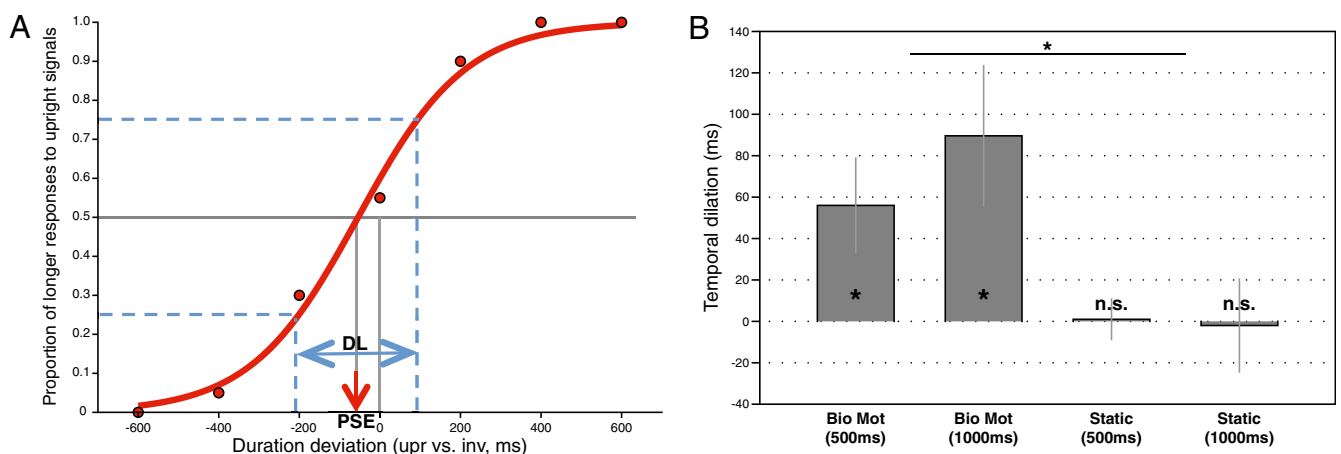 A
Proportion of longer responses to upright signals
1.0
0.9
0.8
0.7
0.6
0.5
0.4
0.3
0.2
0.1
0
DL
PSE
-600 -400 -200 0 200 400 600
Duration deviation (upr vs. inv, ms)
B
Temporal dilation (ms)
140
120
100
80
60
40
20
0
-20
-40
*
* * n.s. n.s.
Bio Mot Bio Mot Static Static
(500ms) (1000ms) (500ms) (1000ms)